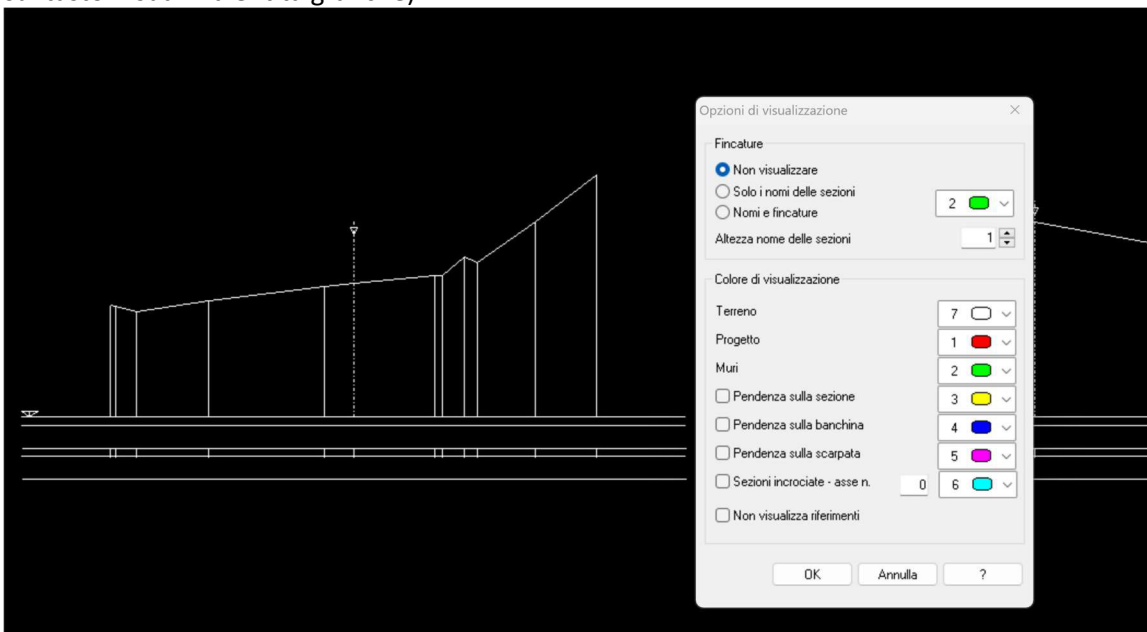 Opzioni di visualizzazione
Fincature
Non visualizzare
Solo i nomi delle sezioni
2
Nomi e fincature
Altezza nome delle sezioni 1
Colore di visualizzazione
Terreno 7
Progetto 1
Muri 2
Pendenza sulla sezione 3
Pendenza sulla banchina 4
Pendenza sulla scarpata 5
Sezioni incrociate - asse n. 0 6
Non visualizza riferimenti
OK Annulla ?